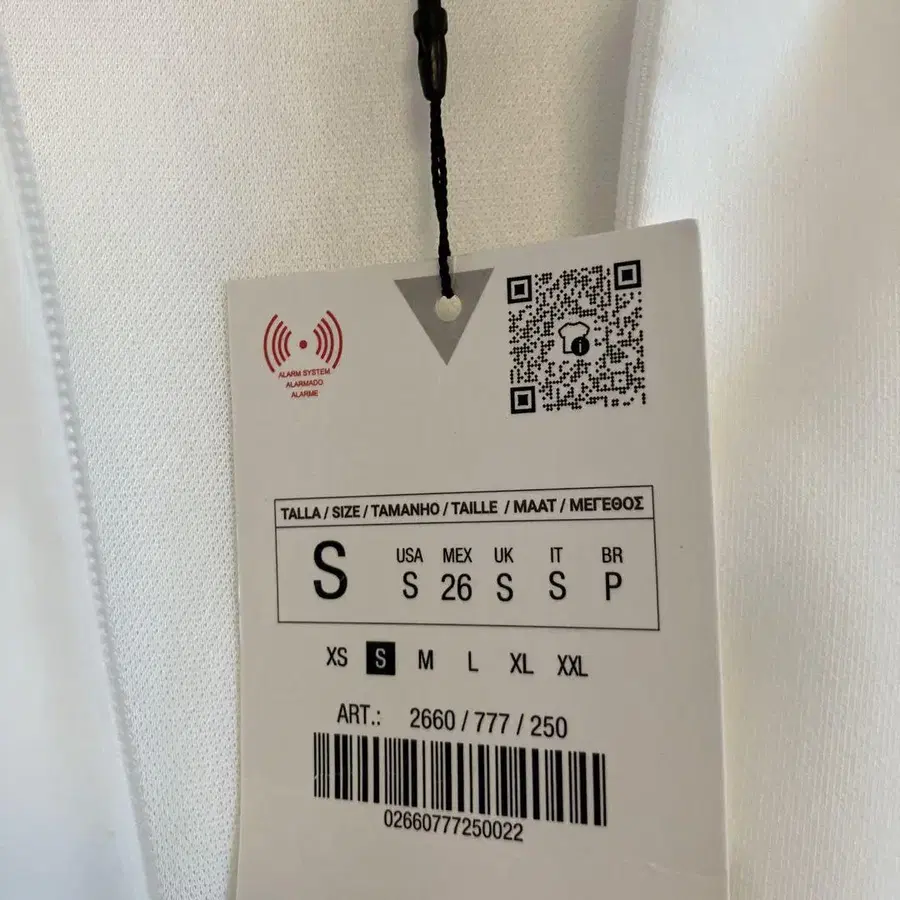 ALARM SYSTEM
ALARMADO
ALARME
TALLA / SIZE / TAMANHO / TAILLE / MAAT / ΜΕΓΕΘΟΣ
S
USA MEX UK IT BR
S 26 S S P
XS S M L XL XXL
ART.: 2660 / 777 / 250
02660777250022